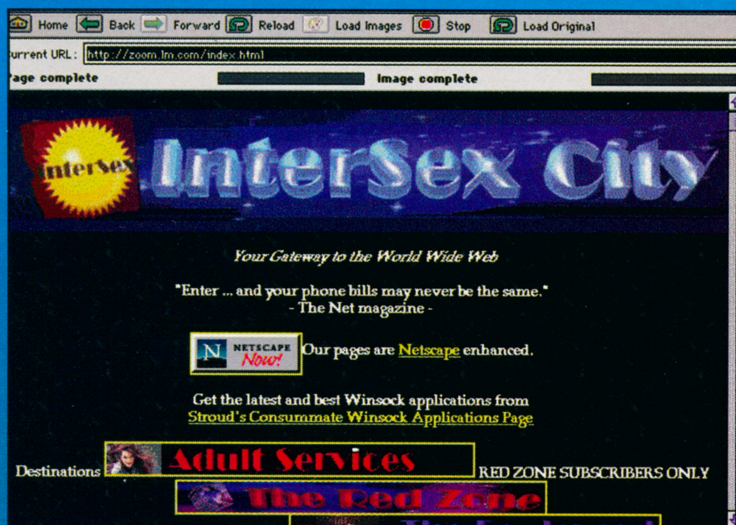 Go Home Back Forward Reload Load Images Stop Load Original
urrent URL: http://zoom.lm.com/index.html
age complete Image complete
InterSex InterSex City
Your Gateway to the World Wide Web
"Enter ... and your phone bills may never be the same."
- The Net magazine -
N NETSCAPE Now! Our pages are Netscape enhanced.
Get the latest and best Winsock applications from
Stroud's Consummate Winsock Applications Page
Destinations Adult Services RED ZONE SUBSCRIBERS ONLY
The Red Zone